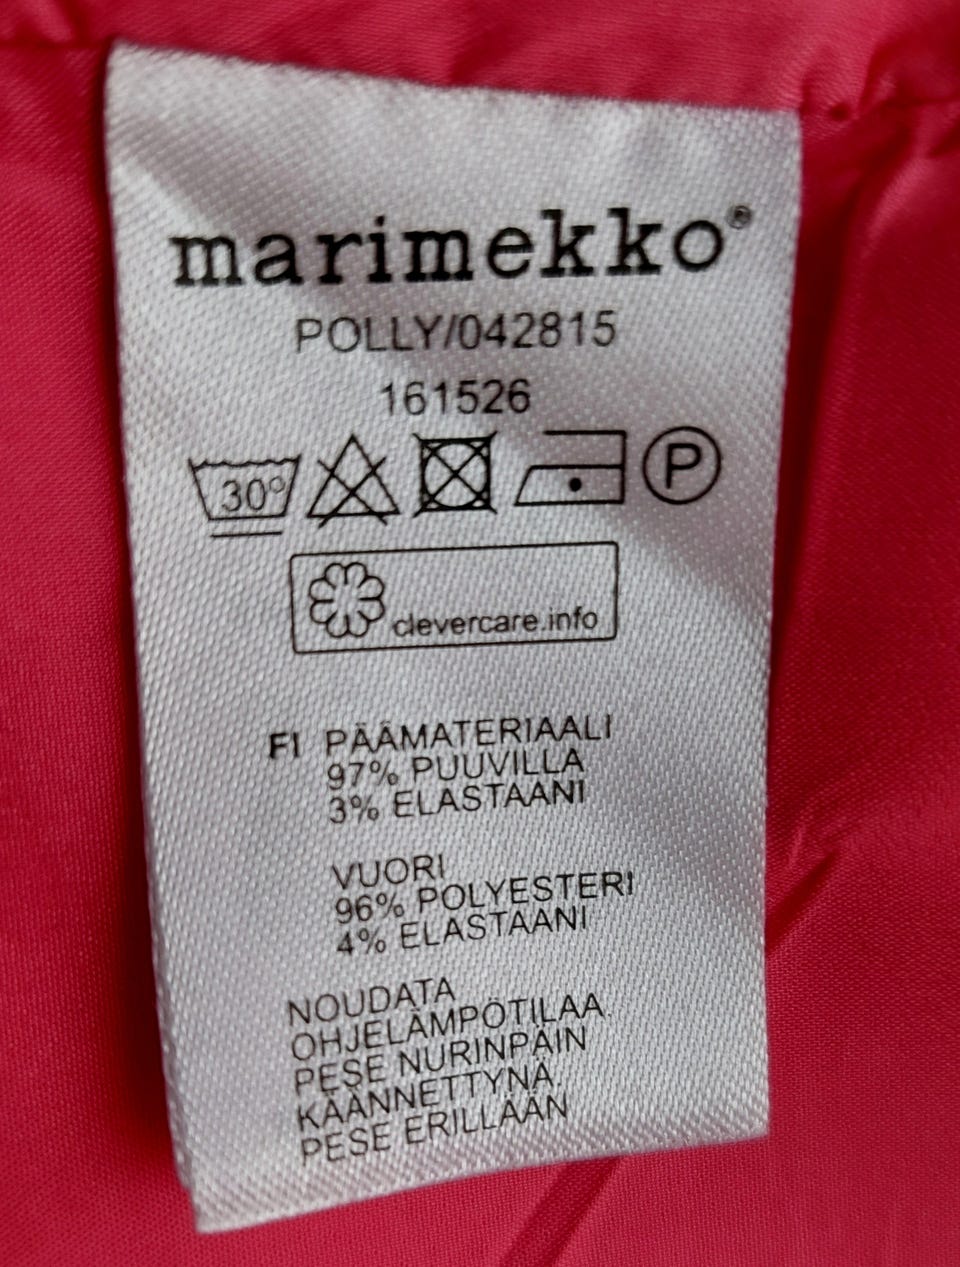 marimekko®
POLLY/042815
161526
30°
P
clevercare.info
FI PÄÄMATERIAALI
97% PUUVILLA
3% ELASTAANI
VUORI
96% POLYESTERI
4% ELASTAANI
NOUDATA
OHJELÄMPÖTILAA.
PESE NURINPÄIN
KÄÄNNETTYNÄ.
PESE ERILLÄÄN